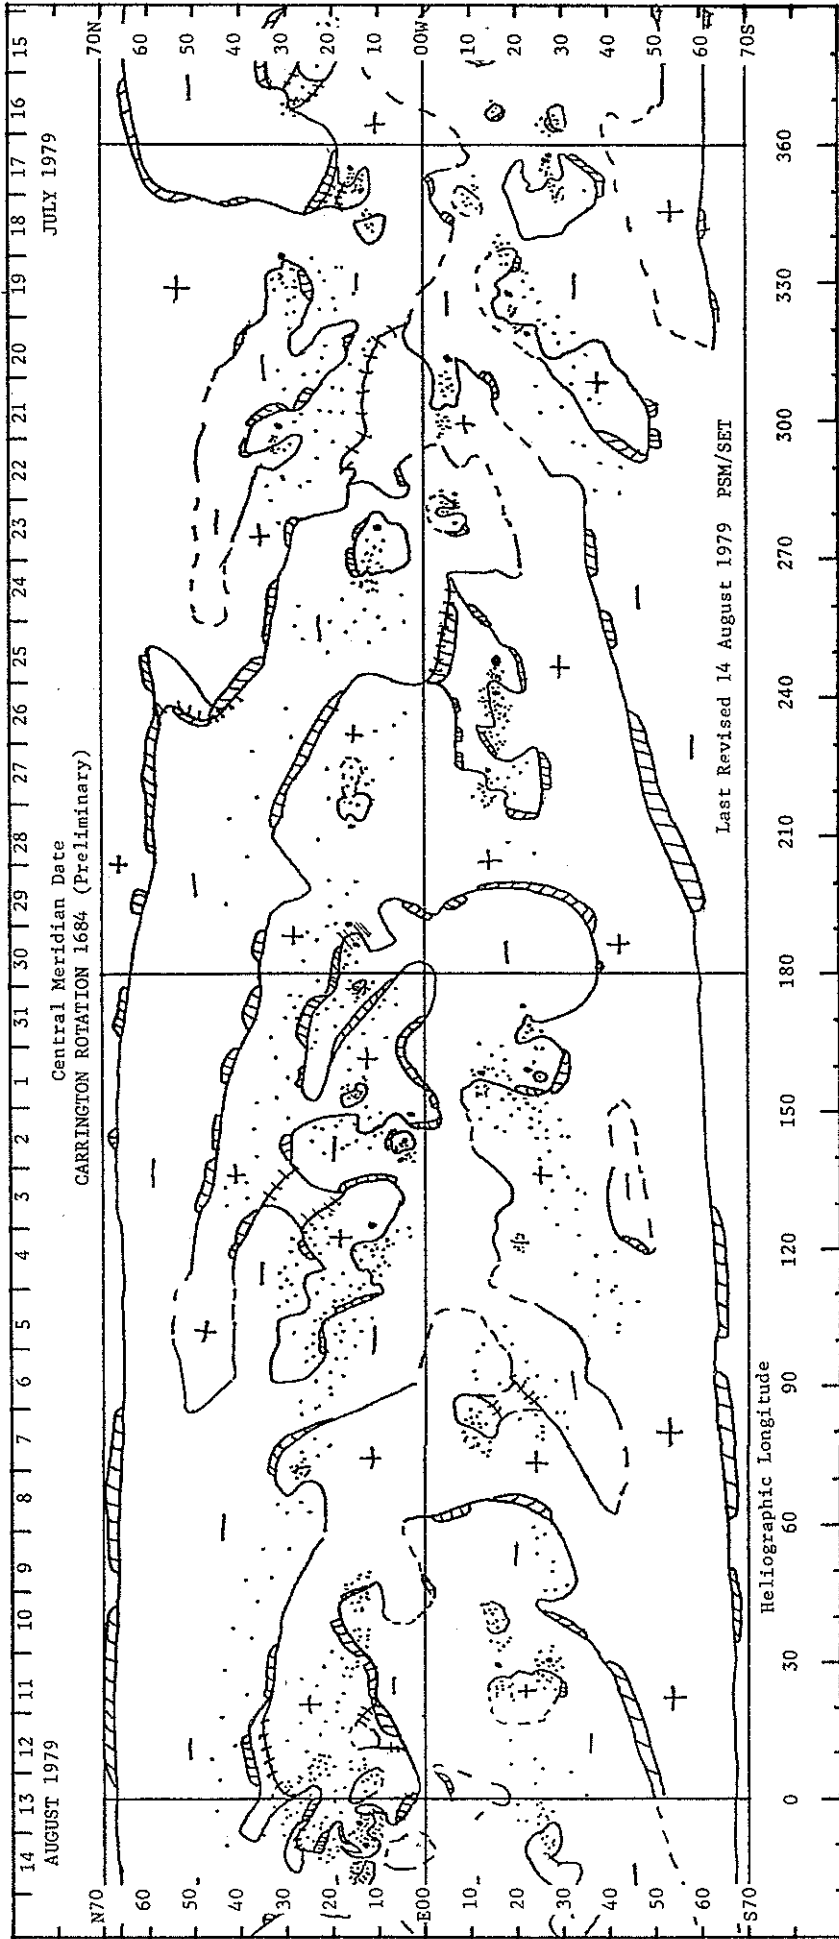 14 | 13 | 12 | 11 | 10 | 9 | 8 | 7 | 6 | 5 | 4 | 3 | 2 | 1 | 31 | 30 | 29 | 28 | 27 | 26 | 25 | 24 | 23 | 22 | 21 | 20 | 19 | 18 | 17 | 16 | 15
AUGUST 1979
Central Meridian Date
JULY 1979
CARRINGTON ROTATION 1684 (Preliminary)
N70
60
50
40
30
20
10
E00
10
20
30
40
50
60
S70
70N
60
50
40
30
20
10
00W
10
20
30
40
50
60
70S
Last Revised 14 August 1979 PSM/SET
Heliographic Longitude
0 30 60 90 120 150 180 210 240 270 300 330 360